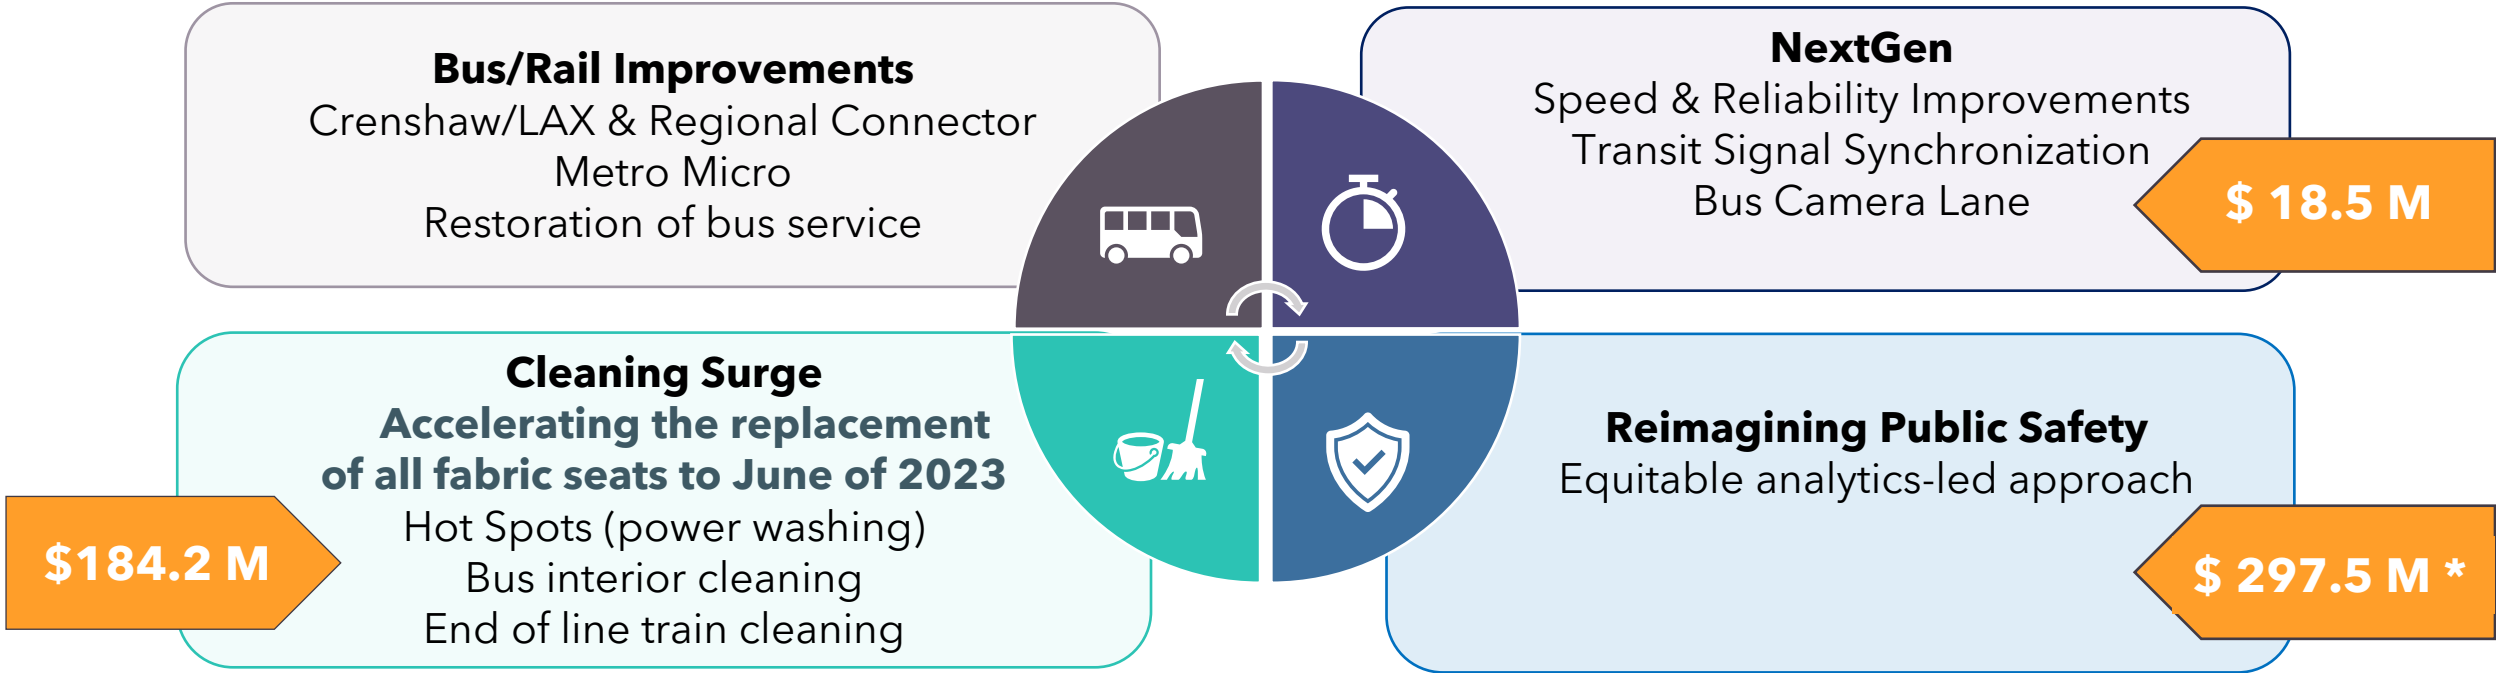 Bus/Rail Improvements
Crenshaw/LAX & Regional Connector
Metro Micro
Restoration of bus service
NextGen
Speed & Reliability Improvements
Transit Signal Synchronization
Bus Camera Lane
$ 18.5 M
Cleaning Surge
Accelerating the replacement
of all fabric seats to June of 2023
Hot Spots (power washing)
Bus interior cleaning
End of line train cleaning
$184.2 M
Reimagining Public Safety
Equitable analytics-led approach
$ 297.5 M *